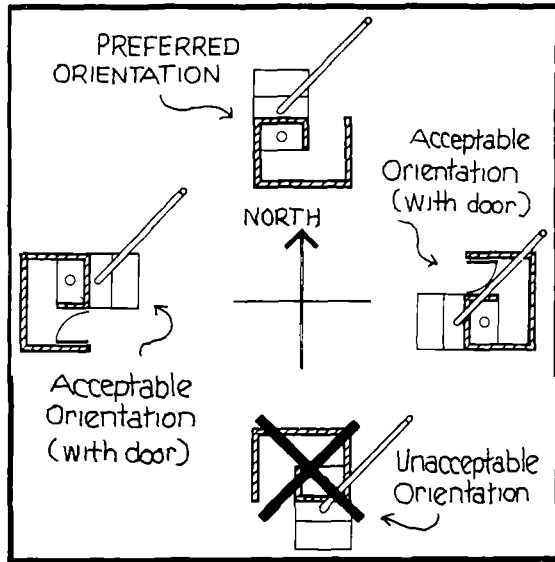 PREFERRED
ORIENTATION
Acceptable
Orientation
(with door)
NORTH
Acceptable
Orientation
(with door)
Unacceptable
Orientation